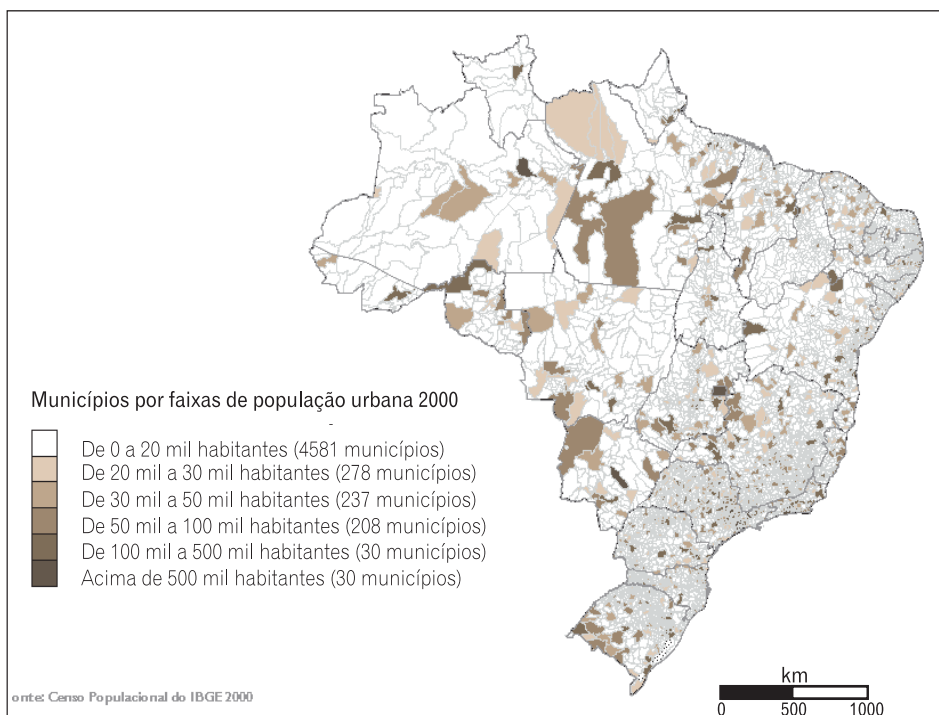 Municípios por faixas de população urbana 2000
De 0 a 20 mil habitantes (4581 municípios)
De 20 mil a 30 mil habitantes (278 municípios)
De 30 mil a 50 mil habitantes (237 municípios)
De 50 mil a 100 mil habitantes (208 municípios)
De 100 mil a 500 mil habitantes (30 municípios)
Acima de 500 mil habitantes (30 municípios)
onte: Censo Populacional do IBGE 2000
km
0 500 1000